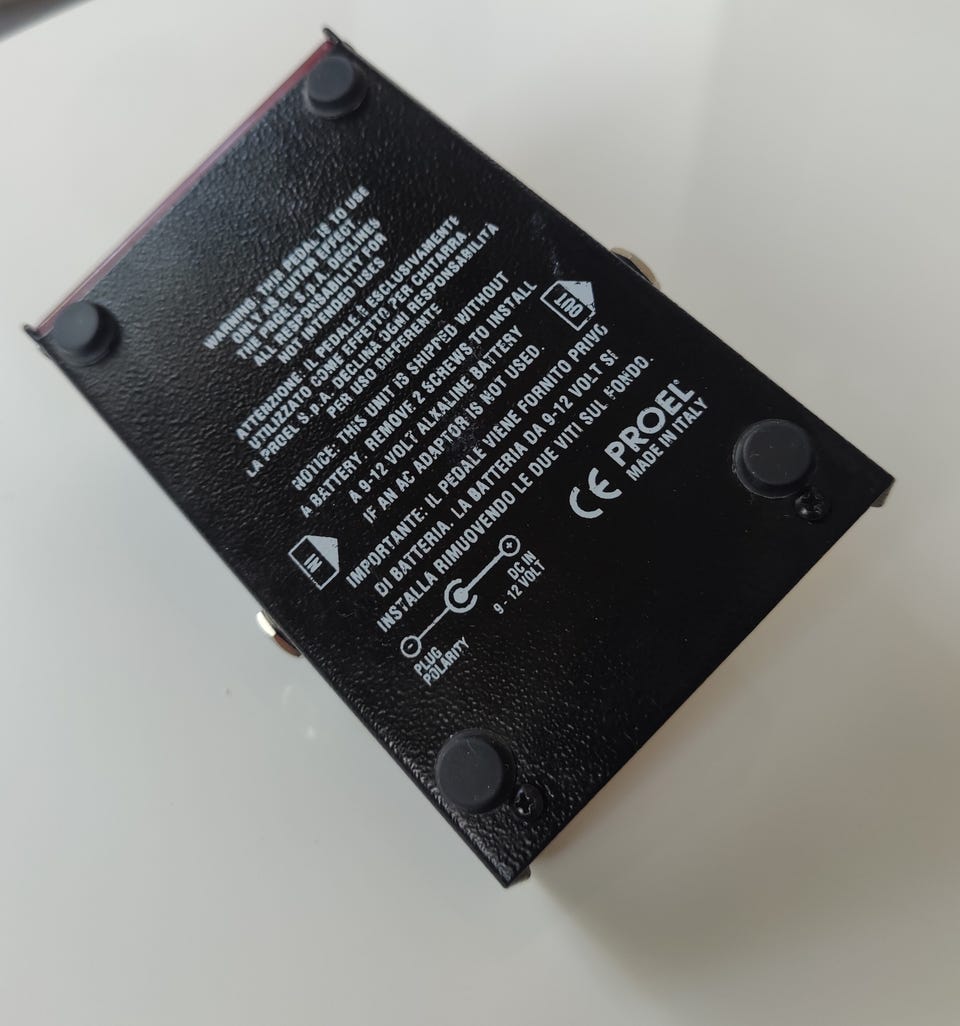 WARNING: THIS PEDAL IS TO USE
ONLY AS GUITAR EFFECT.
THE PROEL S.P.A. DECLINES
ALL RESPONSABILITY FOR
NOT INTENDED USES
ATTENZIONE: IL PEDALE È ESCLUSIVAMENTE
UTILIZZATO COME EFFETTO PER CHITARRA.
LA PROEL S.P.A. DECLINE OGNI RESPONSABILITÀ
PER USO DIFFERENTE
NOTICE: THIS UNIT IS SHIPPED WITHOUT
A BATTERY. REMOVE 2 SCREWS TO INSTALL
A 9-12 VOLT ALKALINE BATTERY
IF AN AC ADAPTOR IS NOT USED.
OUT
IN
IMPORTANTE: IL PEDALE VIENE FORNITO PRIVO
DI BATTERIA. LA BATTERIA DA 9-12 VOLT SI
INSTALLA RIMUOVENDO LE DUE VITI SUL FONDO.
- +
PLUG
POLARITY
DC IN
9 - 12 VOLT
CE PROEL
MADE IN ITALY